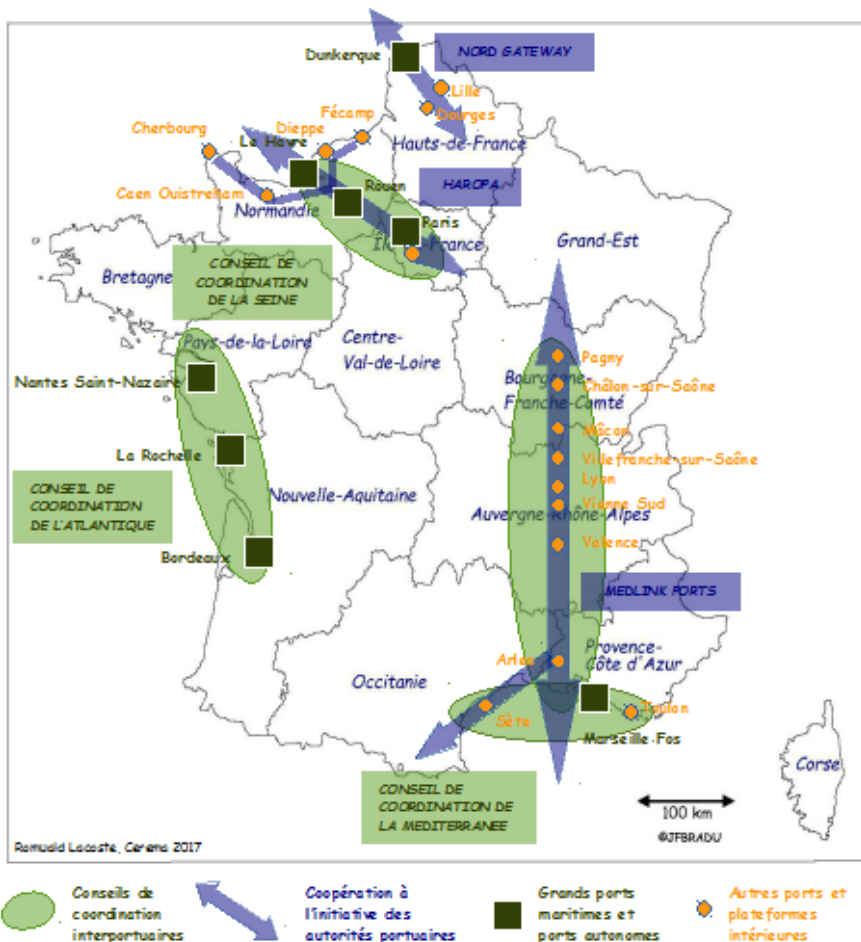 Dunkerque
NORD GATEWAY
Lille
Dourges
Fécamp
Cherbourg
Dieppe
Le Havre
Hauts-de-France
Rouen
HAROPA
Caen Ouistreham
Normandie
Paris
Île-de-France
Grand-Est
CONSEIL DE
COORDINATION
DE LA SEINE
Bretagne
Pays-de-la-Loire
Centre-
Val-de-Loire
Pagny
Nantes Saint-Nazaire
Bourgogne-
Franche-Comté
Châlon-sur-Saône
Mâcon
La Rochelle
Villefranche-sur-Saône
Lyon
CONSEIL DE
COORDINATION
DE L'ATLANTIQUE
Nouvelle-Aquitaine
Vienne Sud
Auvergne-Rhône-Alpes
Valence
Bordeaux
MEDLINK PORTS
Provence-
Côte d'Azur
Arles
Occitanie
Sète
Toulon
Marseille-Fos
Corse
CONSEIL DE
COORDINATION DE
LA MEDITERRANEE
100 km
©JFBRADU
Romuald Lacoste, Cerema 2017
Conseils de
coordination
interportuaires
Coopération à
l'initiative des
autorités portuaires
Grands ports
maritimes et
ports autonomes
Autres ports et
plateformes
intérieures